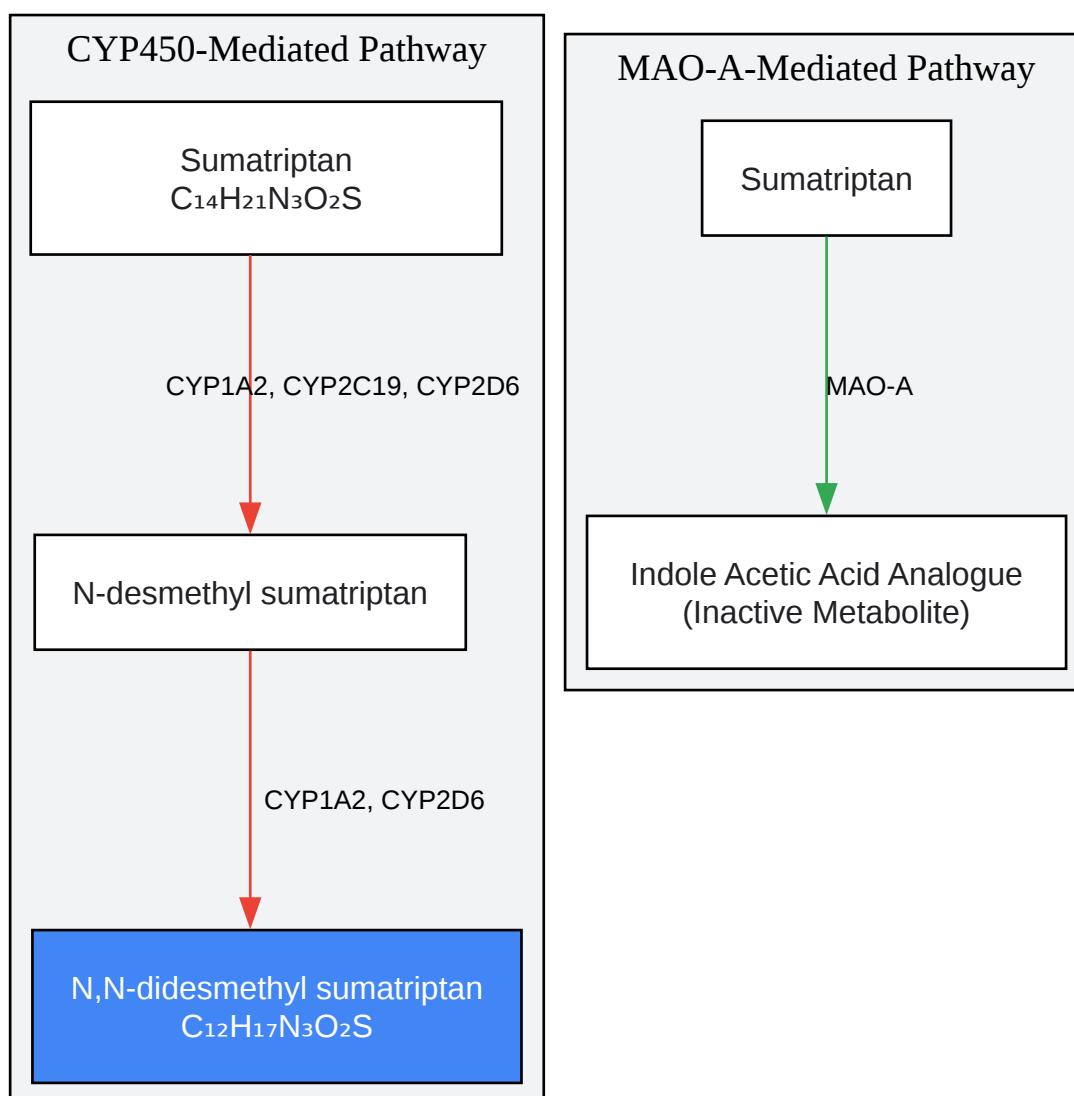 CYP450-Mediated Pathway
Sumatriptan
C₁₄H₂₁N₃O₂S
CYP1A2, CYP2C19, CYP2D6
N-desmethyl sumatriptan
CYP1A2, CYP2D6
N,N-didesmethyl sumatriptan
C₁₂H₁₇N₃O₂S
MAO-A-Mediated Pathway
Sumatriptan
MAO-A
Indole Acetic Acid Analogue
(Inactive Metabolite)